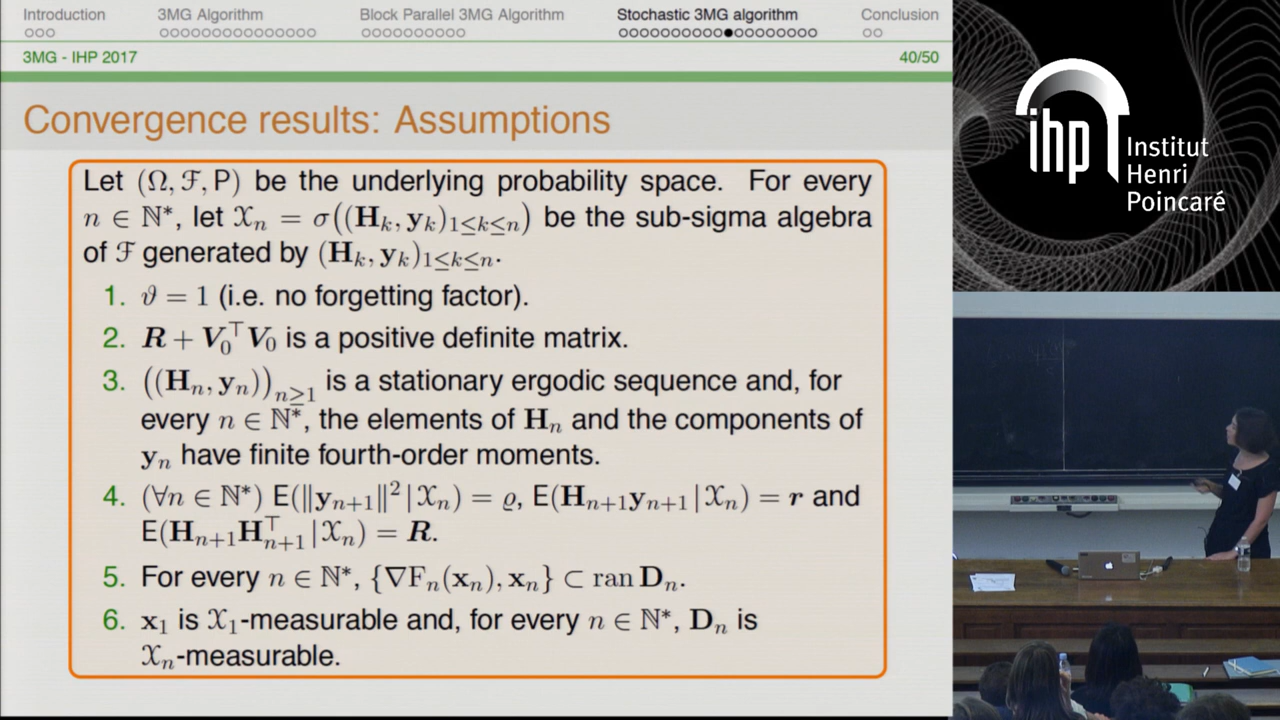 Introduction 3MG Algorithm Block Parallel 3MG Algorithm Stochastic 3MG algorithm Conclusion
3MG - IHP 2017 40/50
Convergence results: Assumptions
Let (Ω, ℱ, P) be the underlying probability space. For every
n ∈ ℕ*, let 𝒳ₙ = σ((Hₖ, yₖ)₁≤ₖ≤ₙ) be the sub-sigma algebra
of ℱ generated by (Hₖ, yₖ)₁≤ₖ≤ₙ.
1. ϑ = 1 (i.e. no forgetting factor).
2. R + V₀⊤V₀ is a positive definite matrix.
3. ((Hₙ, yₙ))ₙ≥₁ is a stationary ergodic sequence and, for
every n ∈ ℕ*, the elements of Hₙ and the components of
yₙ have finite fourth-order moments.
4. (∀n ∈ ℕ*) E(‖yₙ₊₁‖² | 𝒳ₙ) = ϱ, E(Hₙ₊₁yₙ₊₁ | 𝒳ₙ) = r and
E(Hₙ₊₁Hₙ₊₁⊤ | 𝒳ₙ) = R.
5. For every n ∈ ℕ*, {∇Fₙ(xₙ), xₙ} ⊂ ran Dₙ.
6. x₁ is 𝒳₁-measurable and, for every n ∈ ℕ*, Dₙ is
𝒳ₙ-measurable.
ihp
Institut
Henri
Poincaré